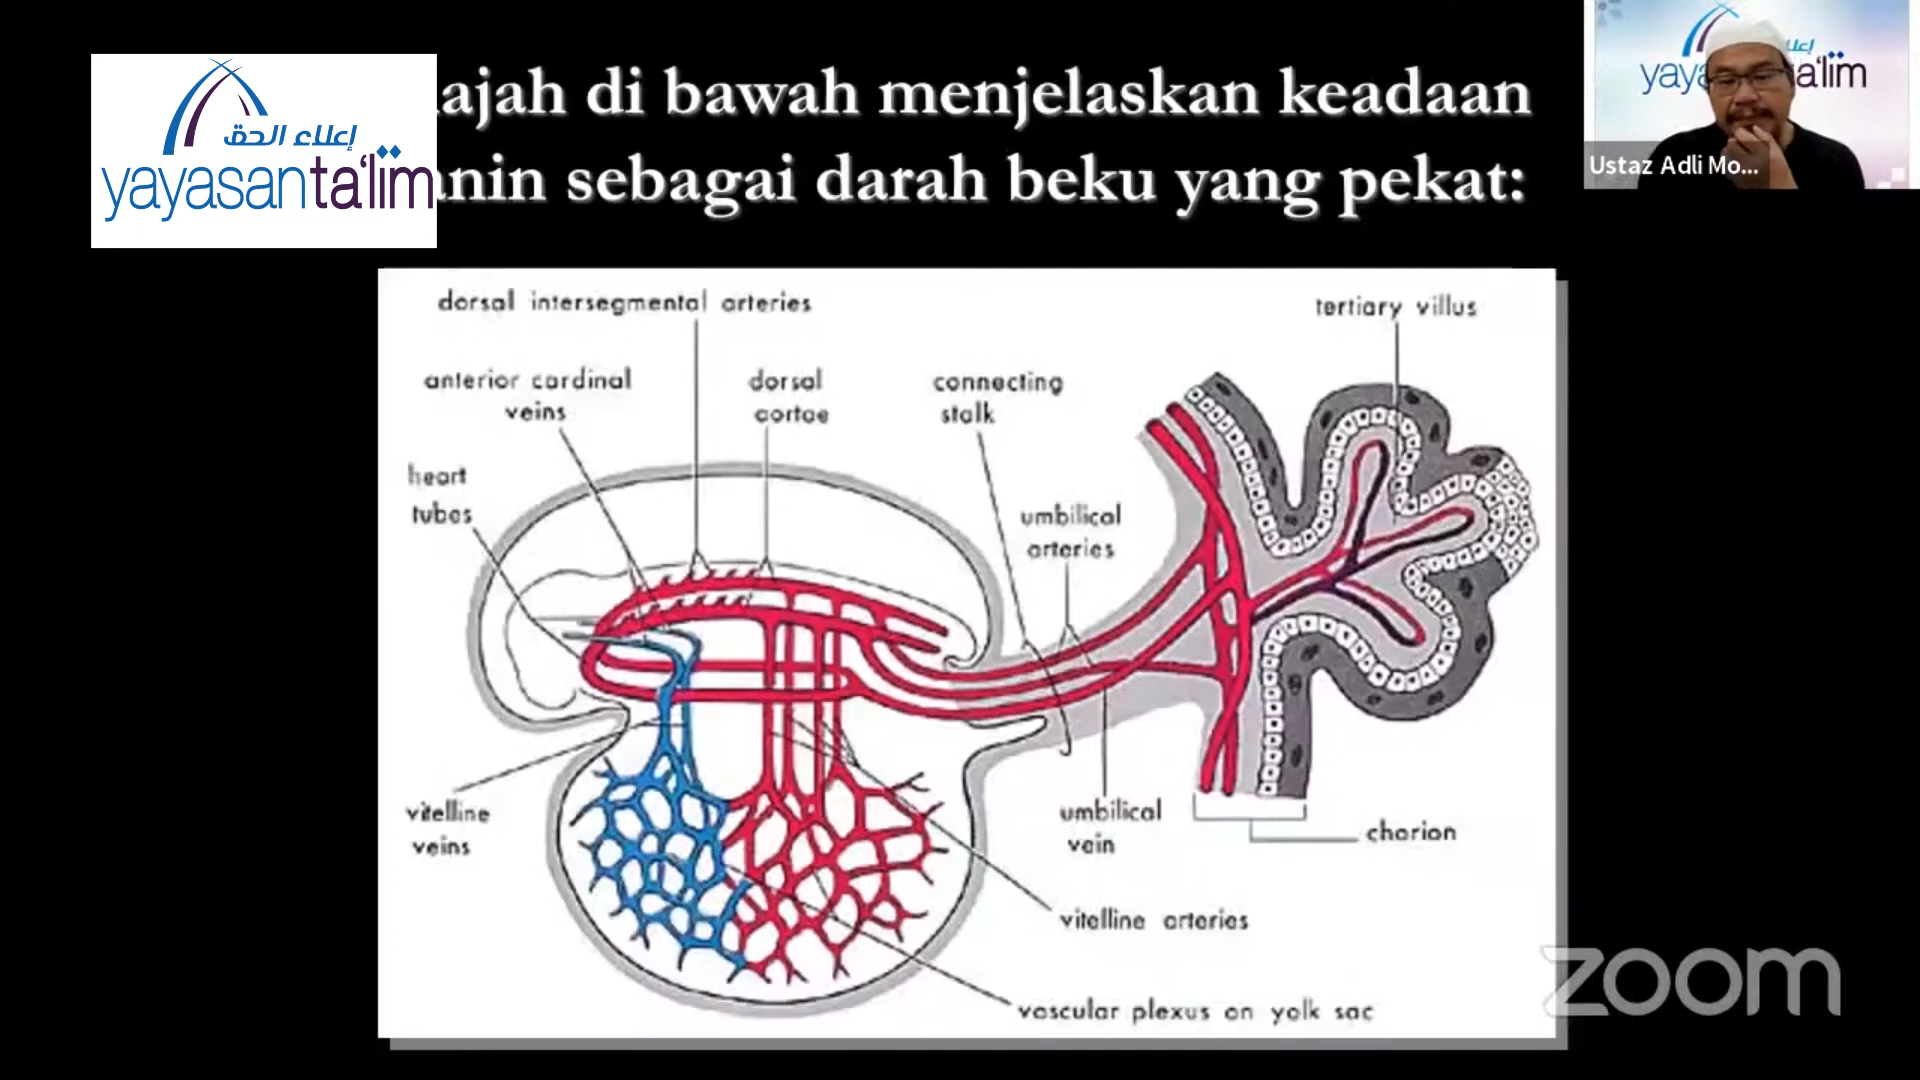 إعلاء الحق
yayasanta'lim
ajah di bawah menjelaskan keadaan
anin sebagai darah beku yang pekat:
Ustaz Adli Mo...
dorsal intersegmental arteries
tertiary villus
anterior cardinal
veins
dorsal
aortae
connecting
stalk
heart
tubes
umbilical
arteries
vitelline
veins
umbilical
vein
chorion
vitelline arteries
vascular plexus on yolk sac
zoom